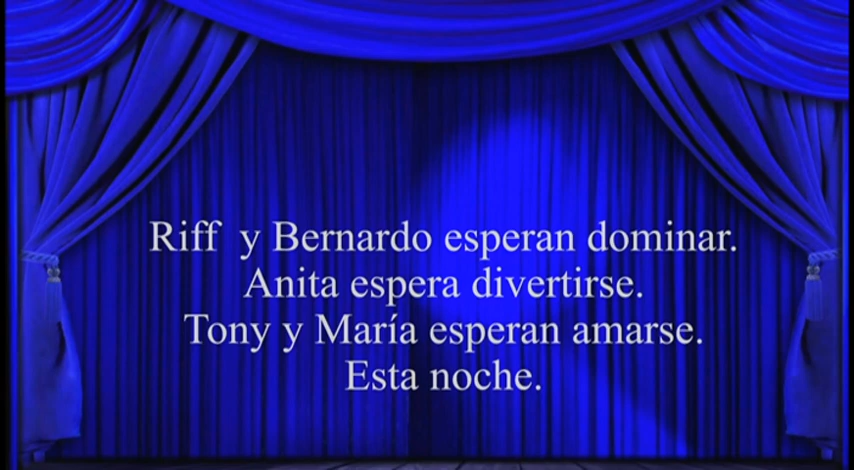 Riff y Bernardo esperan dominar.
Anita espera divertirse.
Tony y María esperan amarse.
Esta noche.